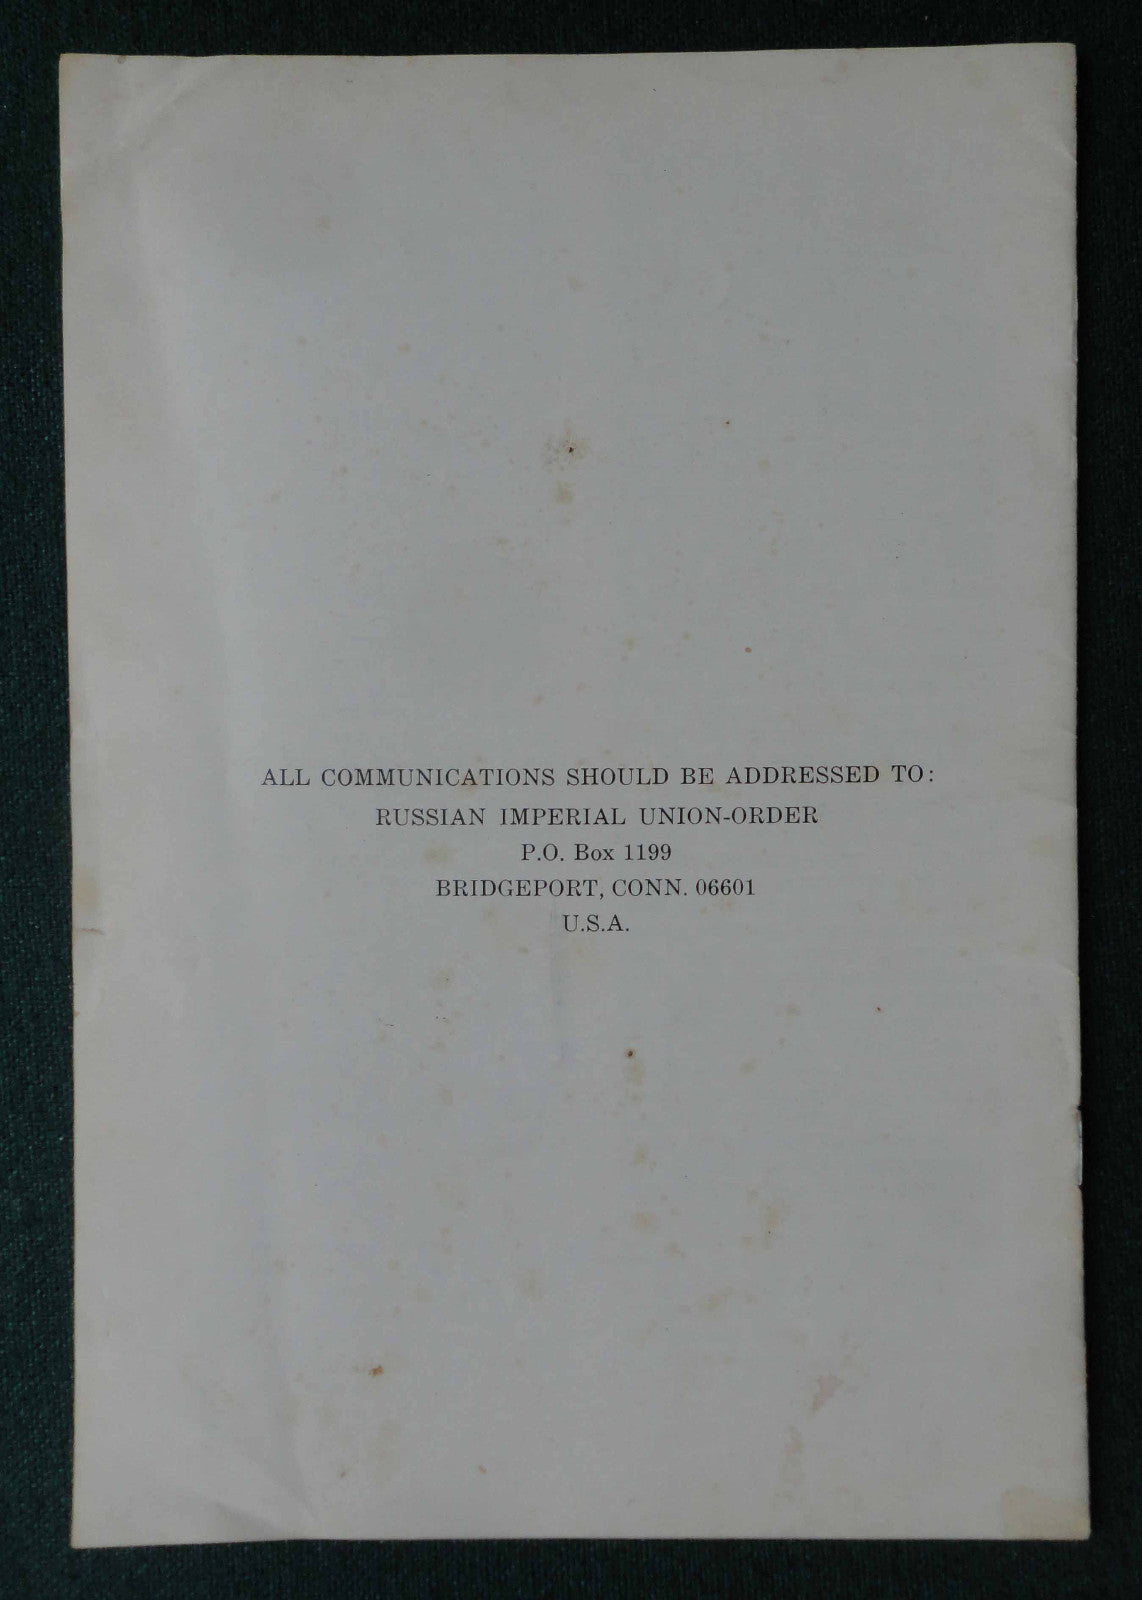 ALL COMMUNICATIONS SHOULD BE ADDRESSED TO:
RUSSIAN IMPERIAL UNION-ORDER
P.O. Box 1199
BRIDGEPORT, CONN. 06601
U.S.A.